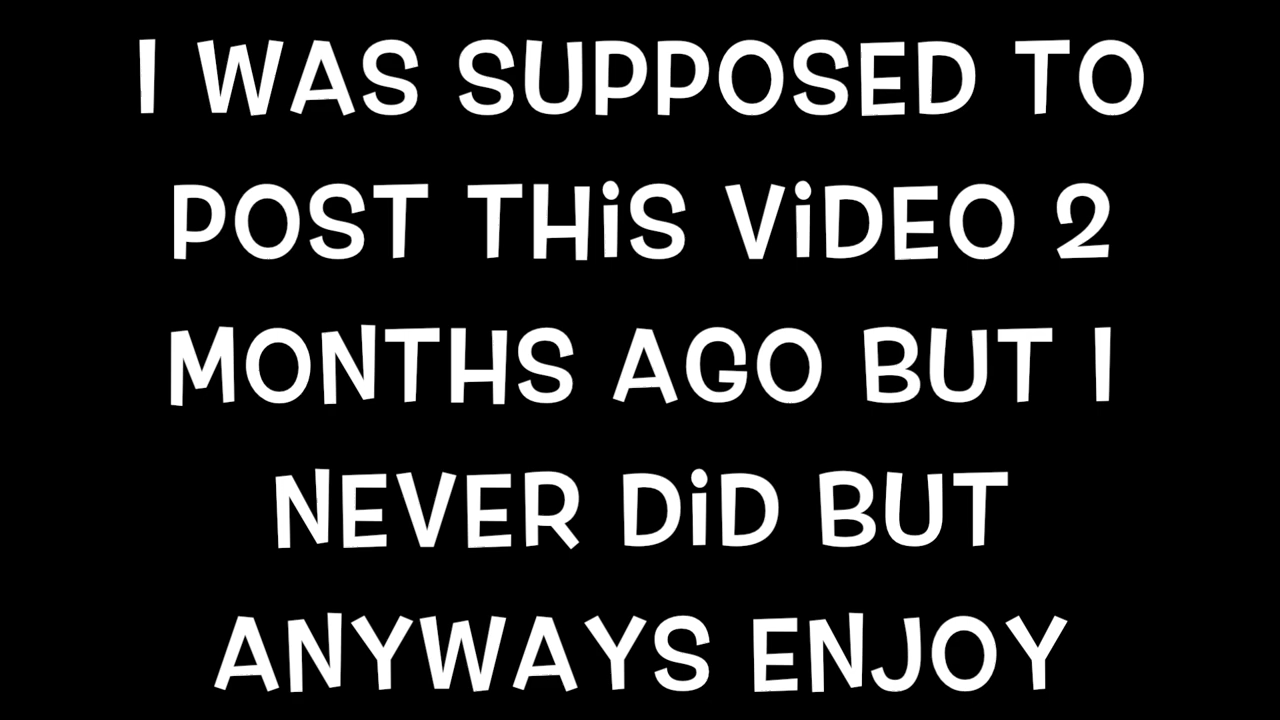 I WAS SUPPOSED TO
POST THiS ViDEO 2
MONTHS AGO BUT I
NEVER DiD BUT
ANYWAYS ENJOY